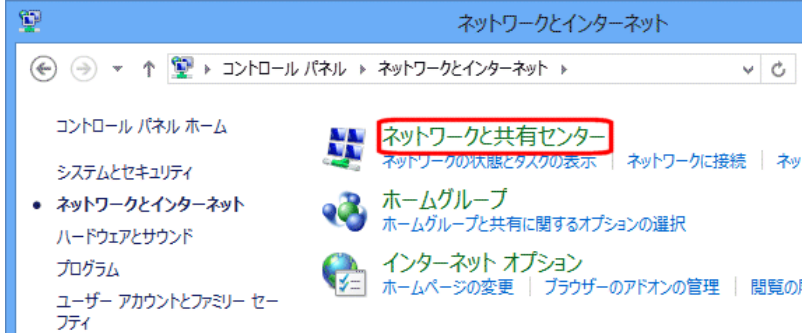 ネットワークとインターネット
コントロール パネル ネットワークとインターネット
コントロール パネル ホーム
システムとセキュリティ
ネットワークとインターネット
ハードウェアとサウンド
プログラム
ユーザー アカウントとファミリー セー
フティ
ネットワークと共有センター
ネットワークの状態とタスクの表示 ネットワークに接続 ネッ
ホームグループ
ホームグループと共有に関するオプションの選択
インターネット オプション
ホームページの変更 ブラウザーのアドオンの管理 閲覧の